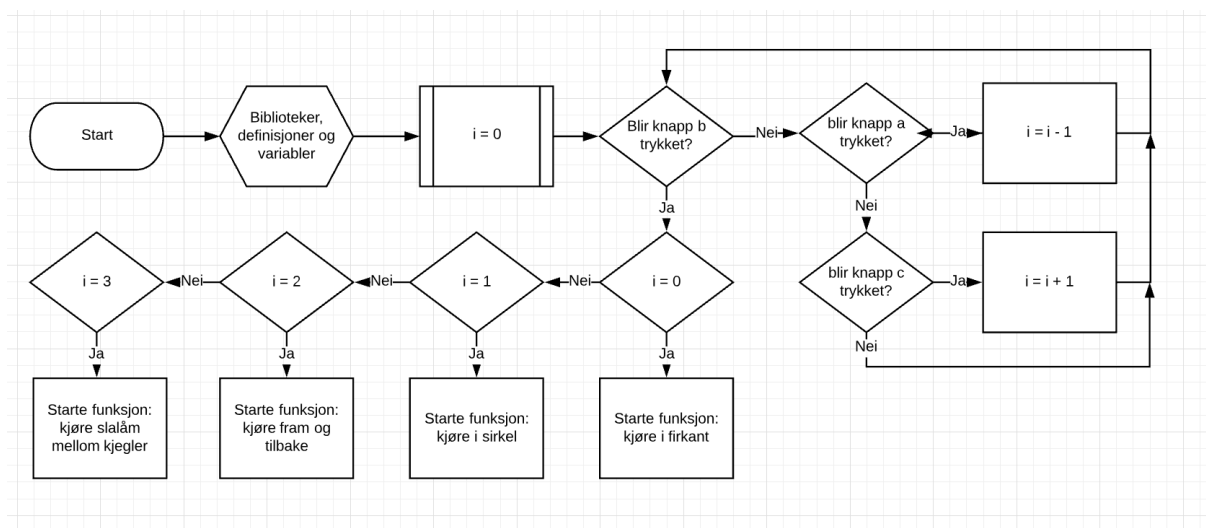 Start
Biblioteker,
definisjoner og
variabler
i = 0
Blir knapp b
trykket?
Nei
blir knapp a
trykket?
Ja
i = i - 1
Ja
Nei
i = 3
Nei
i = 2
Nei
i = 1
Nei
i = 0
blir knapp c
trykket?
Ja
i = i + 1
Ja
Ja
Ja
Ja
Nei
Starte funksjon:
kjøre slalåm
mellom kjegler
Starte funksjon:
kjøre fram og
tilbake
Starte funksjon:
kjøre i sirkel
Starte funksjon:
kjøre i firkant